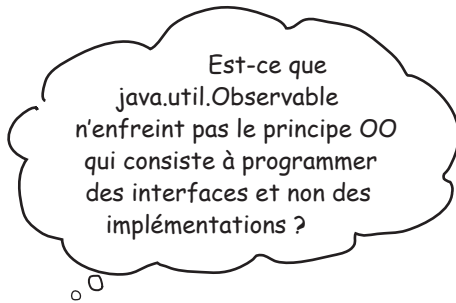 Est-ce que
java.util.Observable
n'enfreint pas le principe OO
qui consiste à programmer
des interfaces et non des
implémentations ?